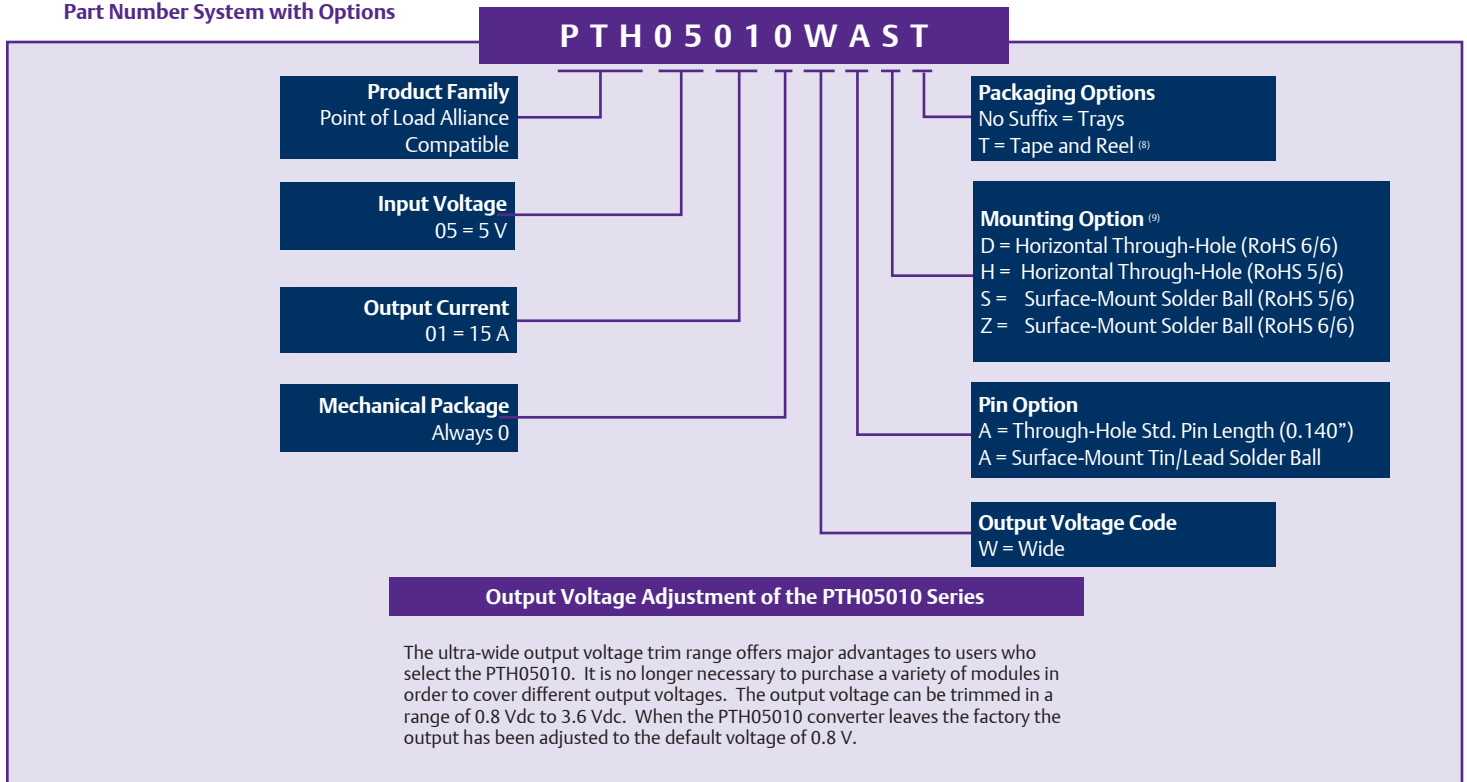 Part Number System with Options
P T H 0 5 0 1 0 W A S T
Product Family
Point of Load Alliance
Compatible
Input Voltage
05 = 5 V
Output Current
01 = 15 A
Mechanical Package
Always 0
Packaging Options
No Suffix = Trays
T = Tape and Reel (8)
Mounting Option (9)
D = Horizontal Through-Hole (RoHS 6/6)
H = Horizontal Through-Hole (RoHS 5/6)
S = Surface-Mount Solder Ball (RoHS 5/6)
Z = Surface-Mount Solder Ball (RoHS 6/6)
Pin Option
A = Through-Hole Std. Pin Length (0.140”)
A = Surface-Mount Tin/Lead Solder Ball
Output Voltage Code
W = Wide
Output Voltage Adjustment of the PTH05010 Series
The ultra-wide output voltage trim range offers major advantages to users who
select the PTH05010. It is no longer necessary to purchase a variety of modules in
order to cover different output voltages. The output voltage can be trimmed in a
range of 0.8 Vdc to 3.6 Vdc. When the PTH05010 converter leaves the factory the
output has been adjusted to the default voltage of 0.8 V.